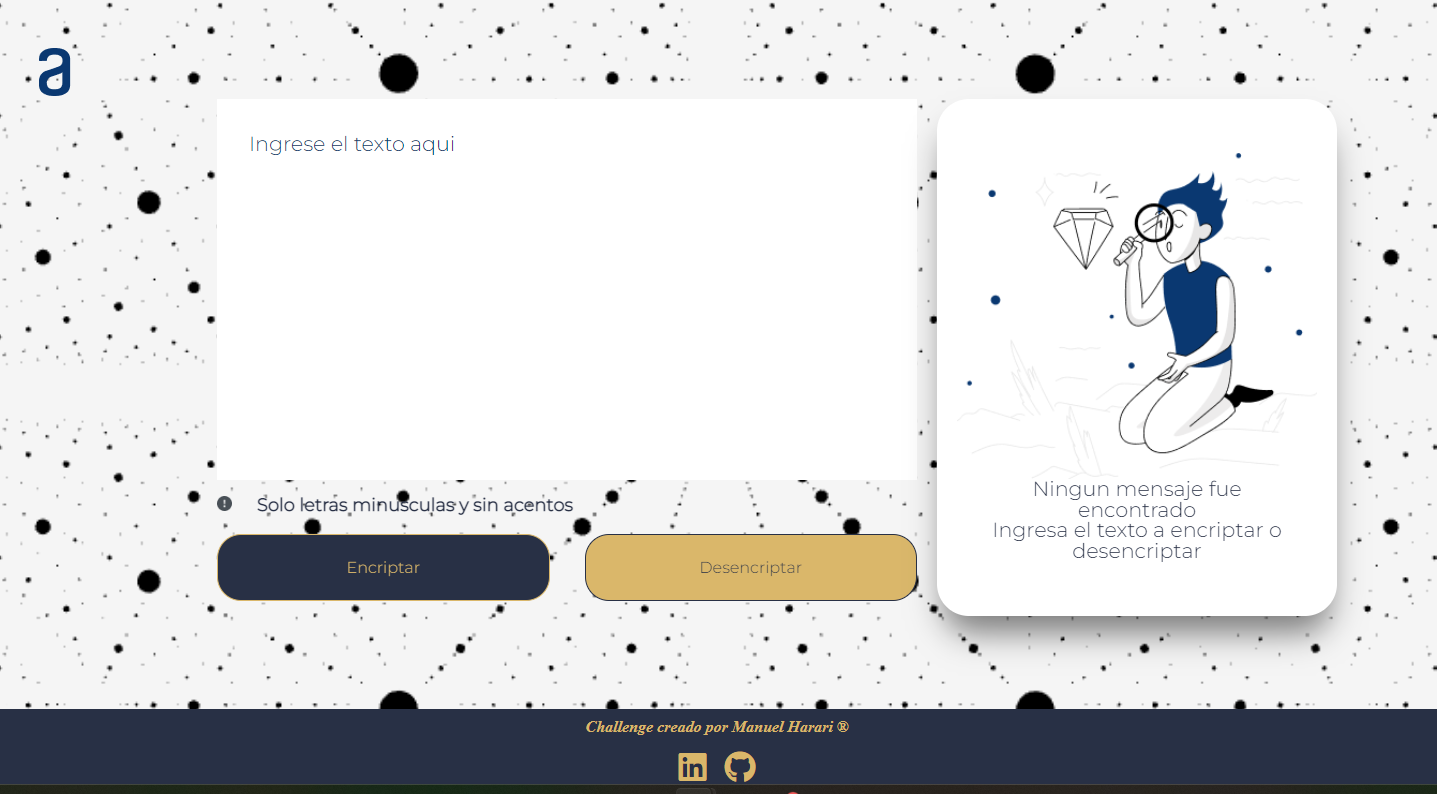 a
Ingrese el texto aqui
Solo letras minusculas y sin acentos
Encriptar
Desencriptar
Ningun mensaje fue
encontrado
Ingresa el texto a encriptar o
desencriptar
Challenge creado por Manuel Harari ®
in